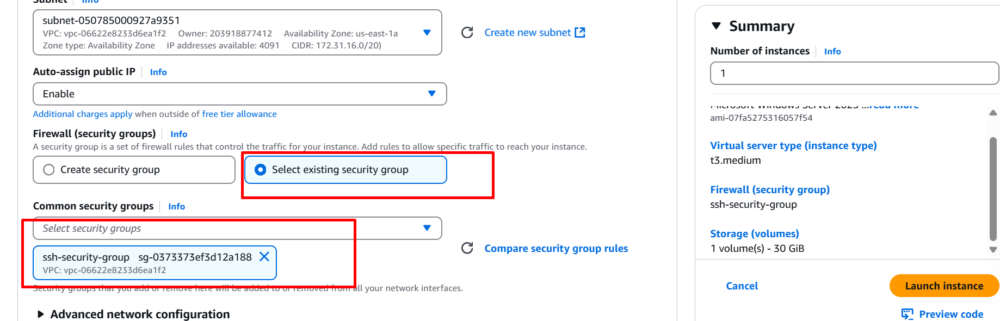 Subnet Info
subnet-050785000927a9351
VPC: vpc-06622e8233d6ea1f2 Owner: 203918877412 Availability Zone: us-east-1a
Zone type: Availability Zone IP addresses available: 4091 CIDR: 172.31.16.0/20)
Create new subnet
Auto-assign public IP Info
Enable
Additional charges apply when outside of free tier allowance
Firewall (security groups) Info
A security group is a set of firewall rules that control the traffic for your instance. Add rules to allow specific traffic to reach your instance.
Create security group
Select existing security group
Common security groups Info
Select security groups
ssh-security-group sg-0373373ef3d12a188
VPC: vpc-06622e8233d6ea1f2
Compare security group rules
Security groups that you add or remove here will be added to or removed from all your network interfaces.
Advanced network configuration
Summary
Number of instances Info
1
Microsoft Windows Server 2025 ...read more
ami-07fa5275316057f54
Virtual server type (instance type)
t3.medium
Firewall (security group)
ssh-security-group
Storage (volumes)
1 volume(s) - 30 GiB
Cancel
Launch instance
Preview code